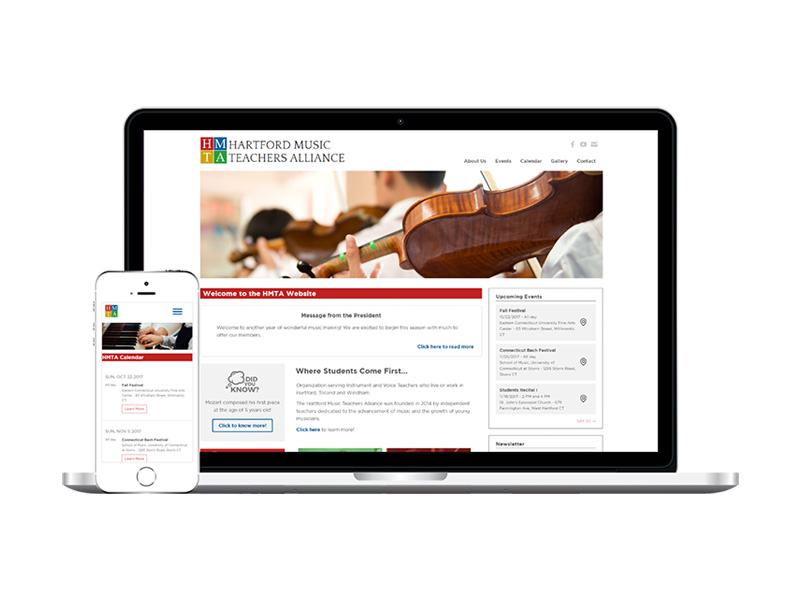 HM
TA
HARTFORD MUSIC
TEACHERS ALLIANCE
About Us Events Calendar Gallery Contact
Welcome to the HMTA Website
Message from the President
Welcome to another year of wonderful music making! We are excited to begin this season with much to
offer our members...
Click here to read more
DID
YOU
KNOW?
Mozart composed his first piece
at the age of 5 years old!
Click to know more!
Where Students Come First...
Organization serving Instrument and Voice Teachers who live or work in
Hartford, Tolland and Windham.
The Hartford Music Teachers Alliance was founded in 2014 by independent
teachers dedicated to the advancement of music and the growth of young
musicians.
Click here to learn more!
Upcoming Events
Fall Festival
10/22/2017 - All day
Eastern Connecticut University Fine Arts
Center - 83 Windham Street, Willimantic
CT
Connecticut Bach Festival
11/05/2017 - All day
School of Music, University of Connecticut
at Storrs - 1295 Storrs Road,
Storrs CT
Students Recital I
11/18/2017 - 2 PM and 4 PM
St. John's Episcopal Church - 679
Farmington Ave, West Hartford
CT
See All
Newsletter
HM
TA
HMTA Calendar
SUN, OCT 22 2017
All day
Fall Festival
Eastern Connecticut University Fine Arts
Center - 83 Windham Street, Willimantic
CT
Learn More
SUN, NOV 5 2017
All day
Connecticut Bach Festival
School of Music, University of Connecticut
at Storrs - 1295 Storrs Road, Storrs CT
Learn More